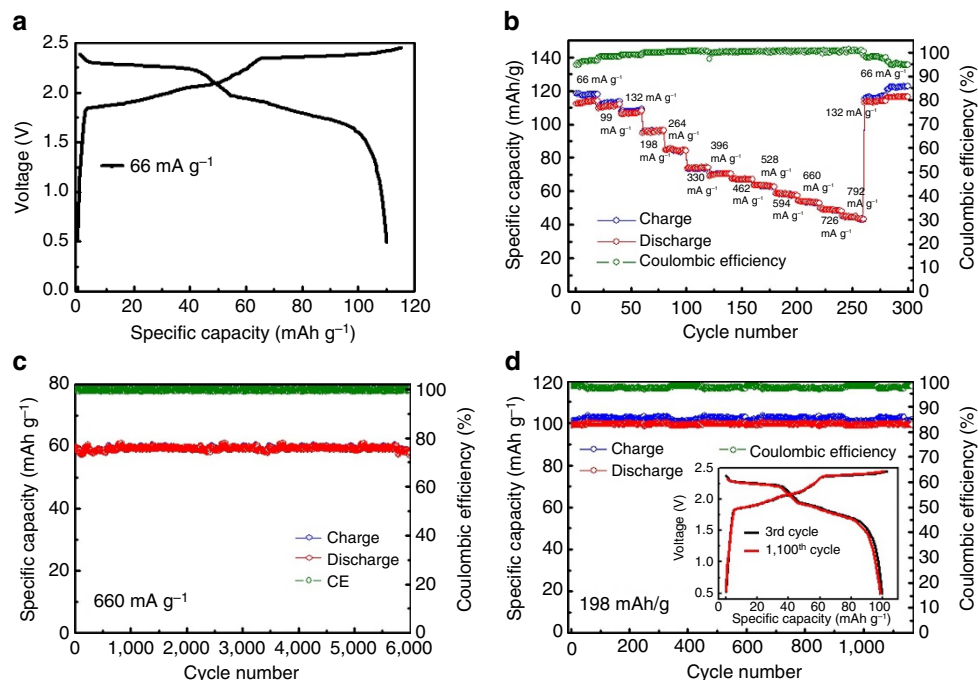 a
2.5
2.0
1.5
1.0
0.5
0.0
Voltage (V)
66 mA g–1
0 20 40 60 80 100 120
Specific capacity (mAh g–1)
b
140
120
100
80
60
40
20
0
Specific capacity (mAh/g)
66 mA g–1
99
mA g–1
132 mA g–1
198
mA g–1
264
mA g–1
330
mA g–1
396
mA g–1
462
mA g–1
528
mA g–1
594
mA g–1
660
mA g–1
726
mA g–1
792
mA g–1
132 mA g–1
66 mA g–1
Charge
Discharge
Coulombic efficiency
100
90
80
70
60
50
40
30
20
10
0
Coulombic efficiency (%)
0 50 100 150 200 250 300
Cycle number
c
80
60
40
20
0
Specific capacity (mAh g–1)
Charge
Discharge
CE
660 mA g–1
100
80
60
40
20
0
Coulombic efficiency (%)
0 1,000 2,000 3,000 4,000 5,000 6,000
Cycle number
d
120
100
80
60
40
20
0
Specific capacity (mAh g–1)
Charge
Discharge
Coulombic efficiency
2.5
2.0
1.5
1.0
0.5
Voltage (V)
3rd cycle
1,100th cycle
0 20 40 60 80 100
Specific capacity (mAh g–1)
198 mAh/g
100
90
80
70
60
50
40
30
20
10
0
Coulombic efficiency (%)
0 200 400 600 800 1,000
Cycle number